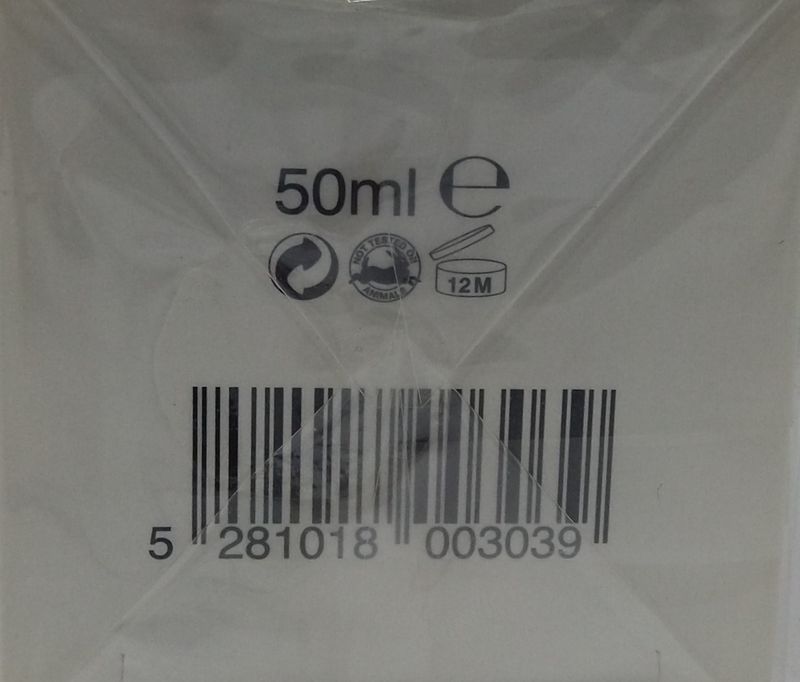 50ml e
NOT TESTED ON
ANIMALS
12M
5 281018 003039